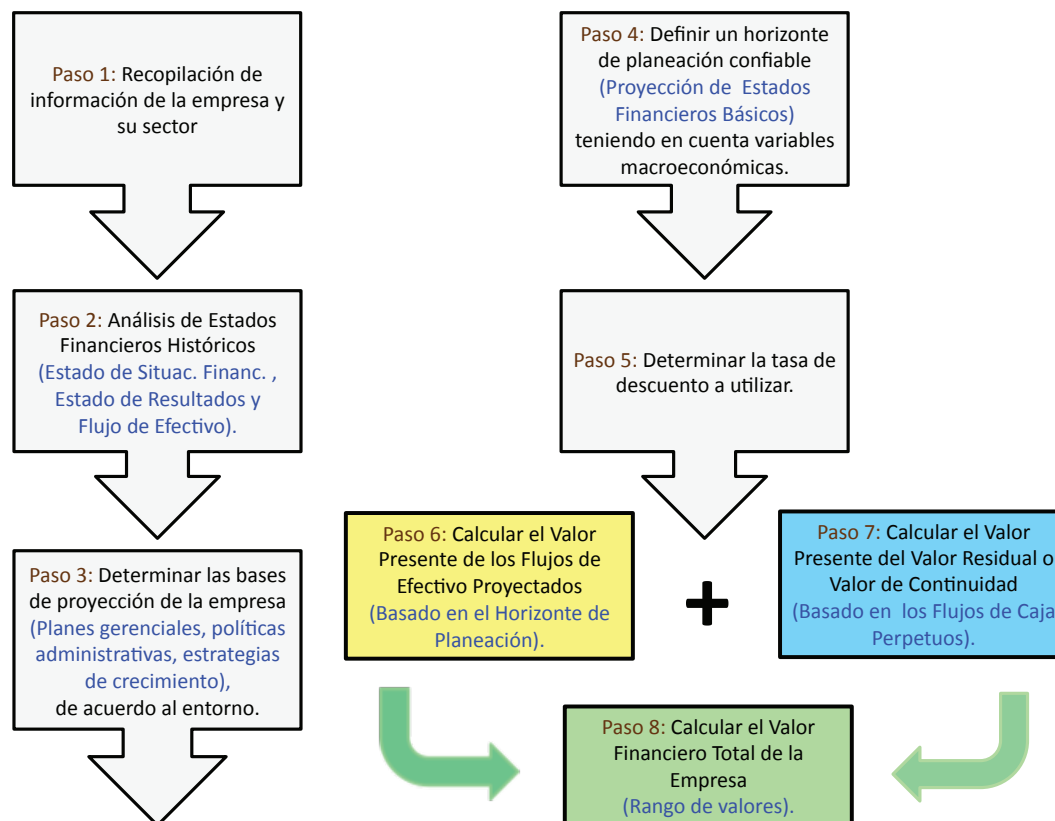 Paso 1: Recopilación de
información de la empresa y
su sector
Paso 2: Análisis de Estados
Financieros Históricos
(Estado de Situac. Financ. ,
Estado de Resultados y
Flujo de Efectivo).
Paso 3: Determinar las bases
de proyección de la empresa
(Planes gerenciales, políticas
administrativas, estrategias
de crecimiento),
de acuerdo al entorno.
Paso 4: Definir un horizonte
de planeación confiable
(Proyección de Estados
Financieros Básicos)
teniendo en cuenta variables
macroeconómicas.
Paso 5: Determinar la tasa de
descuento a utilizar.
Paso 6: Calcular el Valor
Presente de los Flujos de
Efectivo Proyectados
(Basado en el Horizonte de
Planeación).
+
Paso 7: Calcular el Valor
Presente del Valor Residual o
Valor de Continuidad
(Basado en los Flujos de Caja
Perpetuos).
Paso 8: Calcular el Valor
Financiero Total de la
Empresa
(Rango de valores).